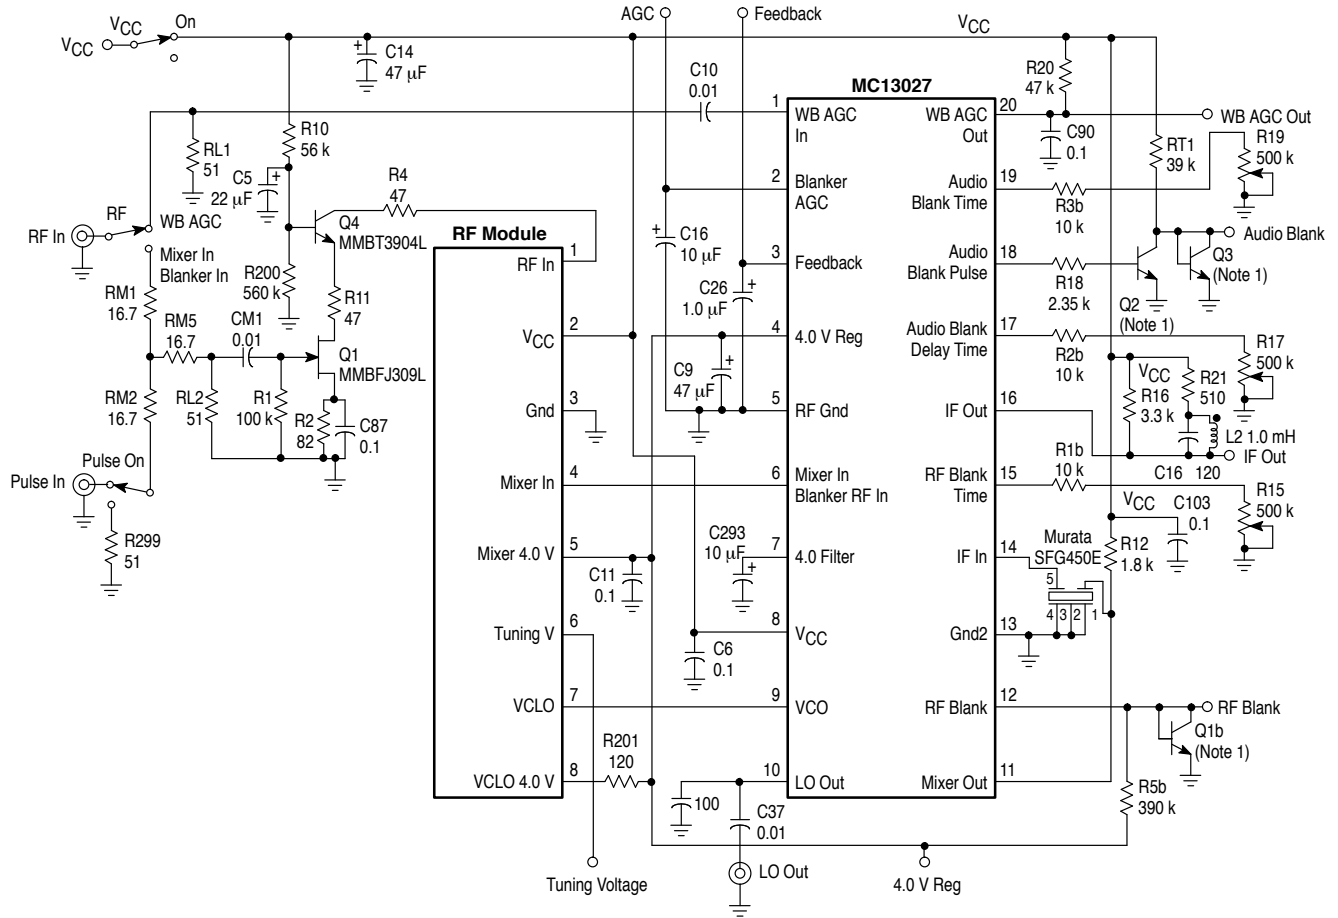 AGC
Feedback
VCC
VCC
On
VCC
C14
47 µF
C10
0.01
R20
47 k
MC13027
1
WB AGC
In
WB AGC
Out
20
WB AGC Out
C90
0.1
RT1
39 k
R19
500 k
RL1
51
R10
56 k
C5
22 µF
R4
47
2
Blanker
AGC
Audio
Blank Time
19
R3b
10 k
RF In
RF
WB AGC
Mixer In
Blanker In
Q4
MMBT3904L
RF Module
RF In
1
C16
10 µF
3
Feedback
Audio
Blank Pulse
18
R18
2.35 k
Q2
(Note 1)
Q3
(Note 1)
Audio Blank
RM1
16.7
R200
560 k
R11
47
C26
1.0 µF
RM5
16.7
CM1
0.01
Q1
MMBFJ309L
VCC
2
4
4.0 V Reg
Audio Blank
Delay Time
17
R2b
10 k
R17
500 k
C9
47 µF
VCC
R16
3.3 k
R21
510
RM2
16.7
RL2
51
R1
100 k
R2
82
C87
0.1
Gnd
3
5
RF Gnd
IF Out
16
L2 1.0 mH
IF Out
C16
120
Pulse On
Pulse In
R299
51
Mixer In
4
6
Mixer In
Blanker RF In
RF Blank
Time
15
R1b
10 k
R15
500 k
VCC
C103
0.1
Mixer 4.0 V
5
C11
0.1
C293
10 µF
7
4.0 Filter
IF In
14
Murata
SFG450E
5
4
3
2
1
R12
1.8 k
Tuning V
6
8
VCC
Gnd2
13
C6
0.1
VCLO
7
9
VCO
RF Blank
12
RF Blank
Q1b
(Note 1)
VCLO 4.0 V
8
R201
120
10
LO Out
Mixer Out
11
R5b
390 k
100
C37
0.01
LO Out
Tuning Voltage
4.0 V Reg